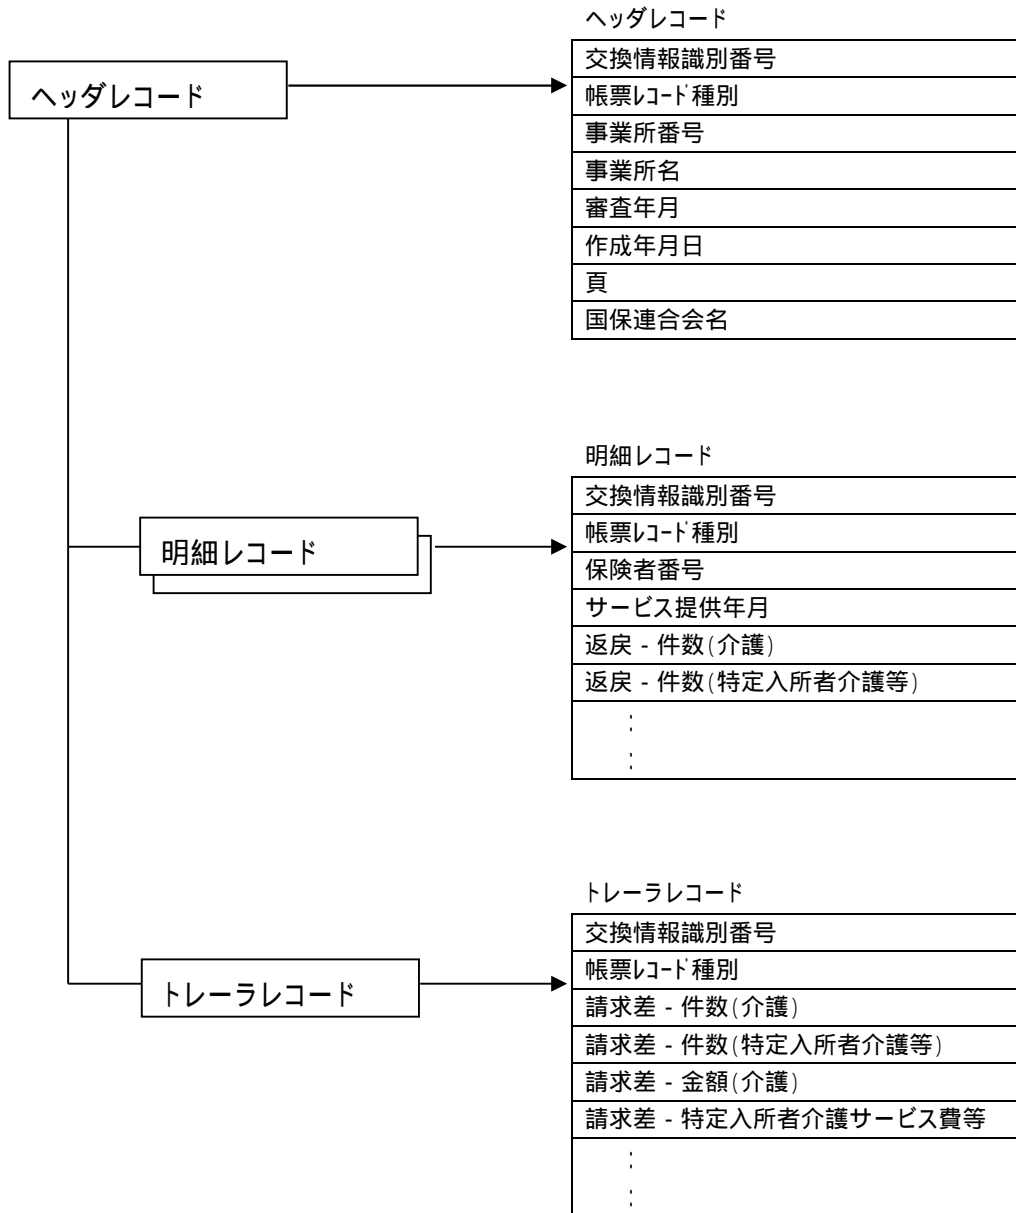 ヘッダレコード
ヘッダレコード
交換情報識別番号
帳票ﾚｺｰﾄﾞ種別
事業所番号
事業所名
審査年月
作成年月日
頁
国保連合会名
明細レコード
明細レコード
交換情報識別番号
帳票ﾚｺｰﾄﾞ種別
保険者番号
サービス提供年月
返戻 - 件数(介護)
返戻 - 件数(特定入所者介護等)
:
:
トレーラレコード
トレーラレコード
交換情報識別番号
帳票ﾚｺｰﾄﾞ種別
請求差 - 件数(介護)
請求差 - 件数(特定入所者介護等)
請求差 - 金額(介護)
請求差 - 特定入所者介護サービス費等
:
: